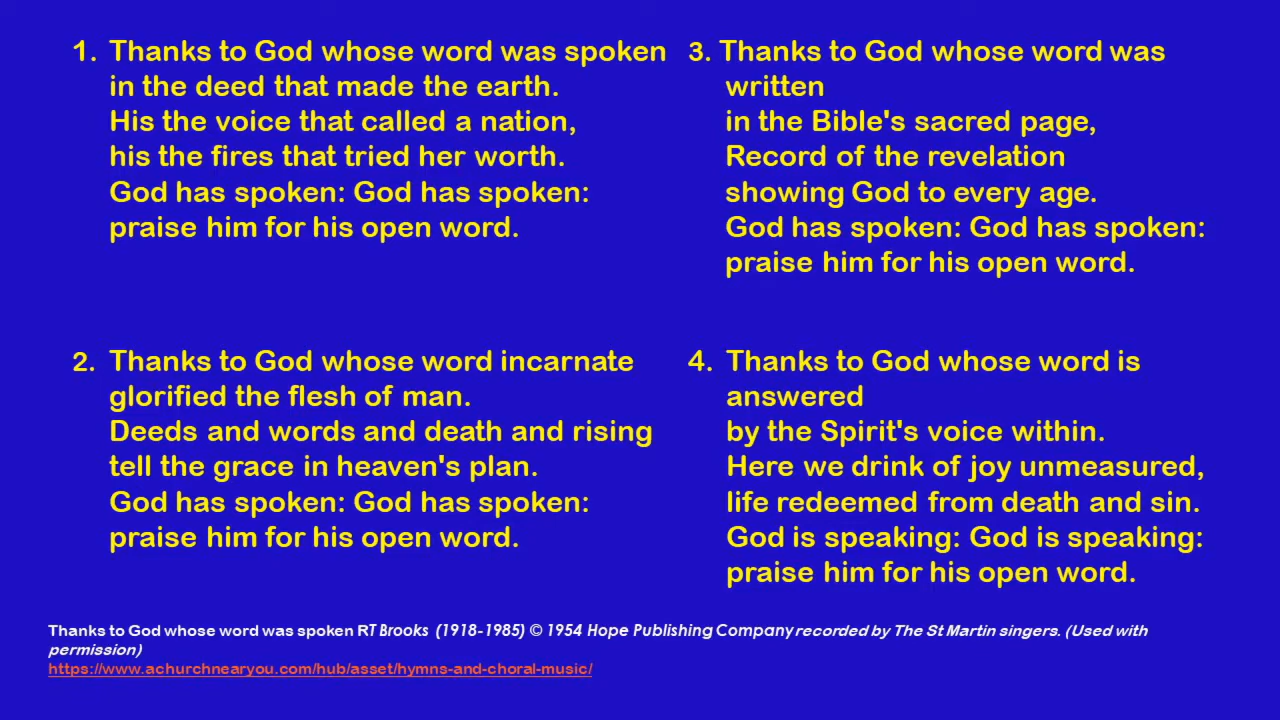 1. Thanks to God whose word was spoken
in the deed that made the earth.
His the voice that called a nation,
his the fires that tried her worth.
God has spoken: God has spoken:
praise him for his open word.
2. Thanks to God whose word incarnate
glorified the flesh of man.
Deeds and words and death and rising
tell the grace in heaven's plan.
God has spoken: God has spoken:
praise him for his open word.
3. Thanks to God whose word was
written
in the Bible's sacred page,
Record of the revelation
showing God to every age.
God has spoken: God has spoken:
praise him for his open word.
4. Thanks to God whose word is
answered
by the Spirit's voice within.
Here we drink of joy unmeasured,
life redeemed from death and sin.
God is speaking: God is speaking:
praise him for his open word.
Thanks to God whose word was spoken RT Brooks (1918-1985) © 1954 Hope Publishing Company recorded by The St Martin singers. (Used with
permission)
https://www.achurchnearyou.com/hub/asset/hymns-and-choral-music/